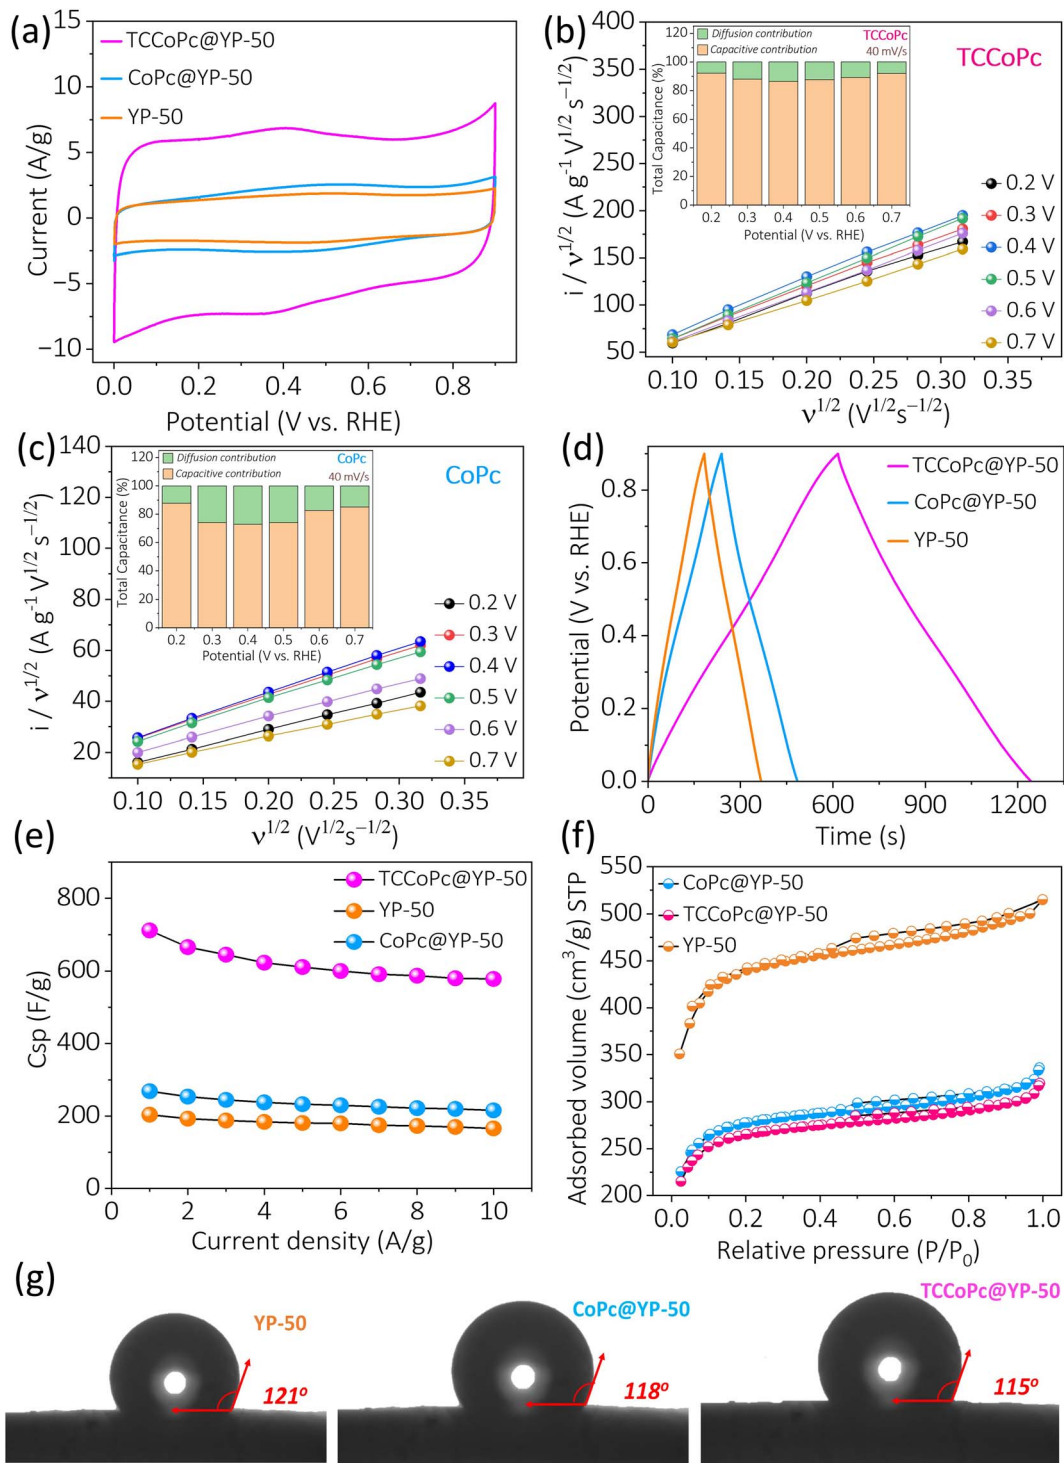 (a)
TCCoPc@YP-50
CoPc@YP-50
YP-50
15
10
5
0
−5
−10
Current (A/g)
0.0 0.2 0.4 0.6 0.8
Potential (V vs. RHE)
(b)
TCCoPc
400
350
300
250
200
150
100
50
i / ν^1/2 (A g^-1 V^1/2 s^−1/2)
Diffusion contribution
Capacitive contribution
TCCoPc
40 mV/s
100
80
60
40
20
0
Total Capacitance (%)
0.2 0.3 0.4 0.5 0.6 0.7
Potential (V vs. RHE)
0.2 V
0.3 V
0.4 V
0.5 V
0.6 V
0.7 V
0.10 0.15 0.20 0.25 0.30 0.35
ν^1/2 (V^1/2s^−1/2)
(c)
CoPc
140
120
100
80
60
40
20
i / ν^1/2 (A g^-1 V^1/2 s^−1/2)
Diffusion contribution
Capacitive contribution
CoPc
40 mV/s
100
80
60
40
20
0
Total Capacitance (%)
0.2 0.3 0.4 0.5 0.6 0.7
Potential (V vs. RHE)
0.2 V
0.3 V
0.4 V
0.5 V
0.6 V
0.7 V
0.10 0.15 0.20 0.25 0.30 0.35
ν^1/2 (V^1/2s^−1/2)
(d)
TCCoPc@YP-50
CoPc@YP-50
YP-50
0.8
0.4
0.0
Potential (V vs. RHE)
0 300 600 900 1200
Time (s)
(e)
TCCoPc@YP-50
YP-50
CoPc@YP-50
800
600
400
200
0
Csp (F/g)
0 2 4 6 8 10
Current density (A/g)
(f)
CoPc@YP-50
TCCoPc@YP-50
YP-50
550
500
450
400
350
300
250
200
Adsorbed volume (cm^3/g) STP
0.0 0.2 0.4 0.6 0.8 1.0
Relative pressure (P/P_0)
(g)
YP-50
121°
CoPc@YP-50
118°
TCCoPc@YP-50
115°